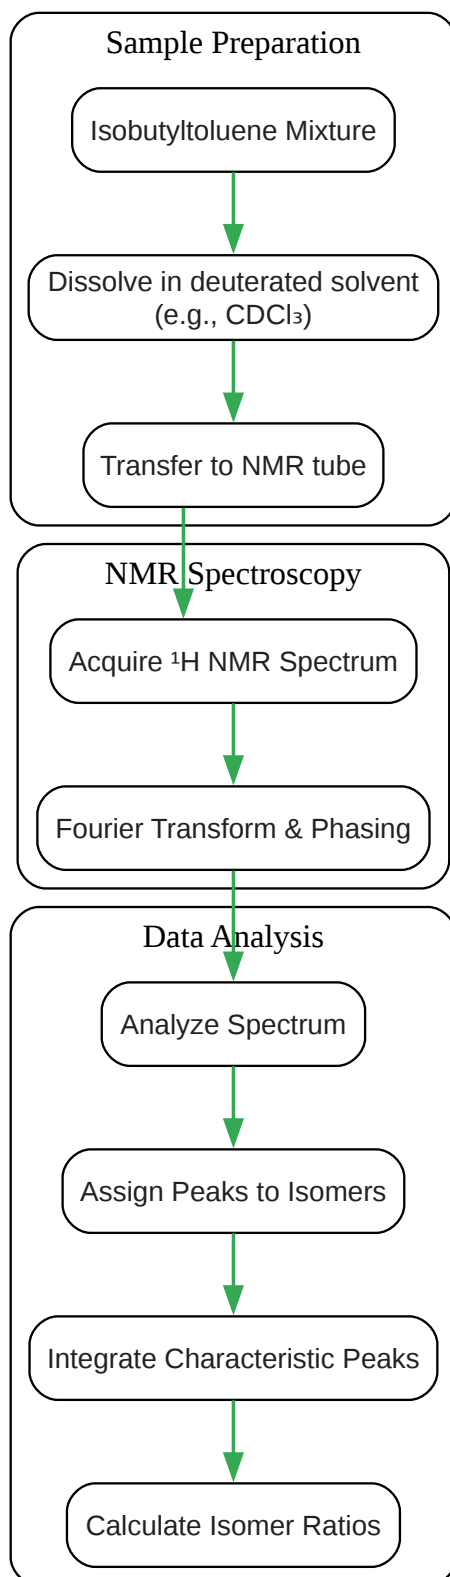 Sample Preparation
Isobutyltoluene Mixture
Dissolve in deuterated solvent
(e.g., CDCl₃)
Transfer to NMR tube
NMR Spectroscopy
Acquire ¹H NMR Spectrum
Fourier Transform & Phasing
Data Analysis
Analyze Spectrum
Assign Peaks to Isomers
Integrate Characteristic Peaks
Calculate Isomer Ratios